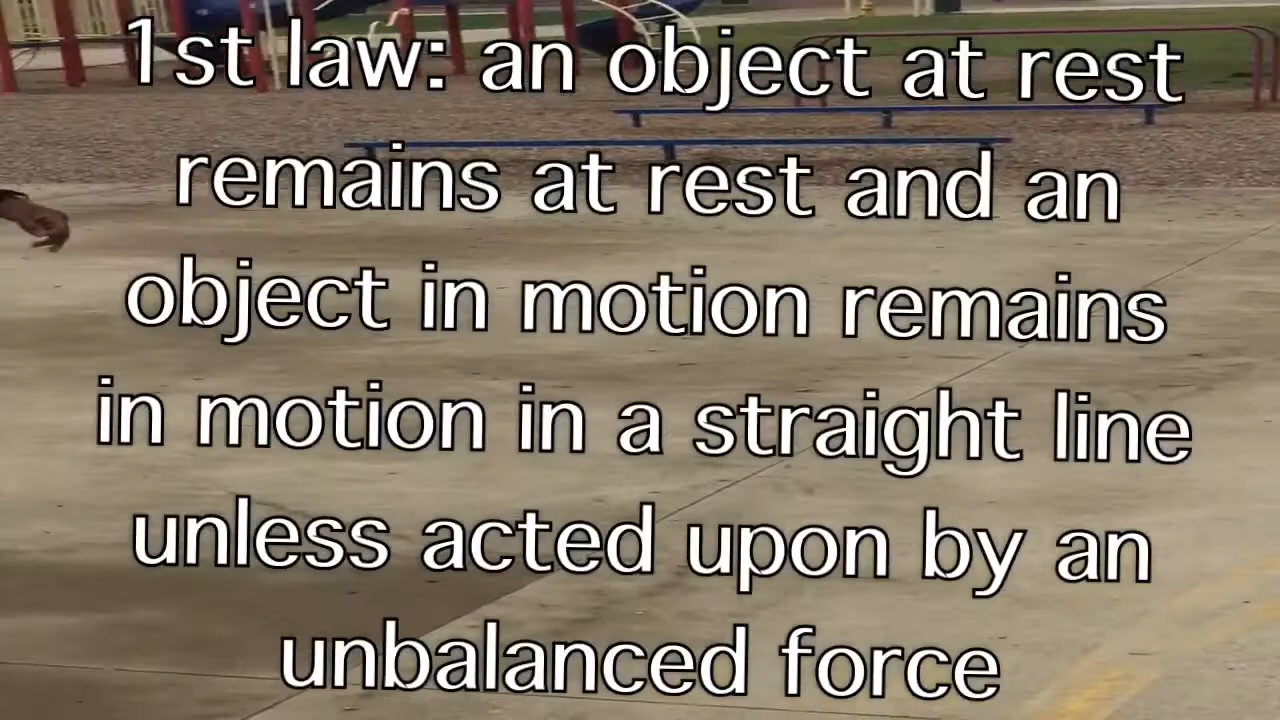 1st law: an object at rest
remains at rest and an
object in motion remains
in motion in a straight line
unless acted upon by an
unbalanced force